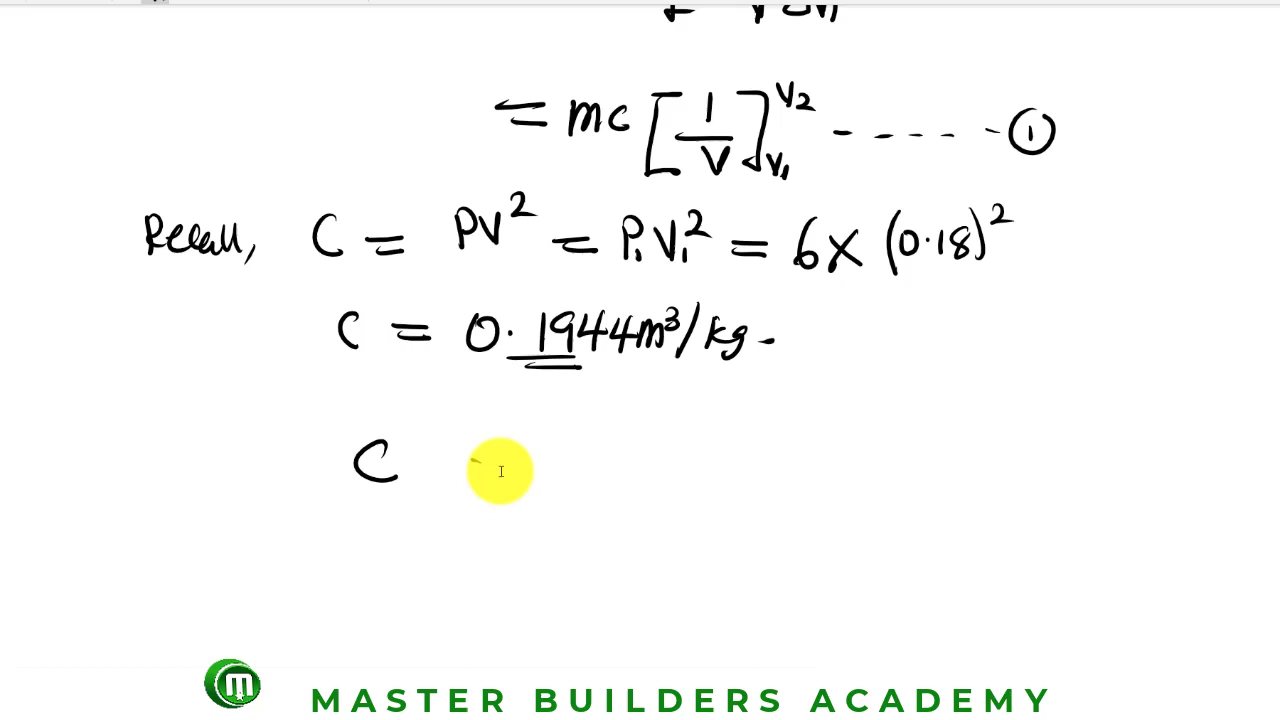 = mc [1/V]V₂ V₁ - - - - - - ①
Recall, C = PV² = P₁V₁² = 6 × (0.18)²
C = 0.1944m³/kg.
C
MASTER BUILDERS ACADEMY